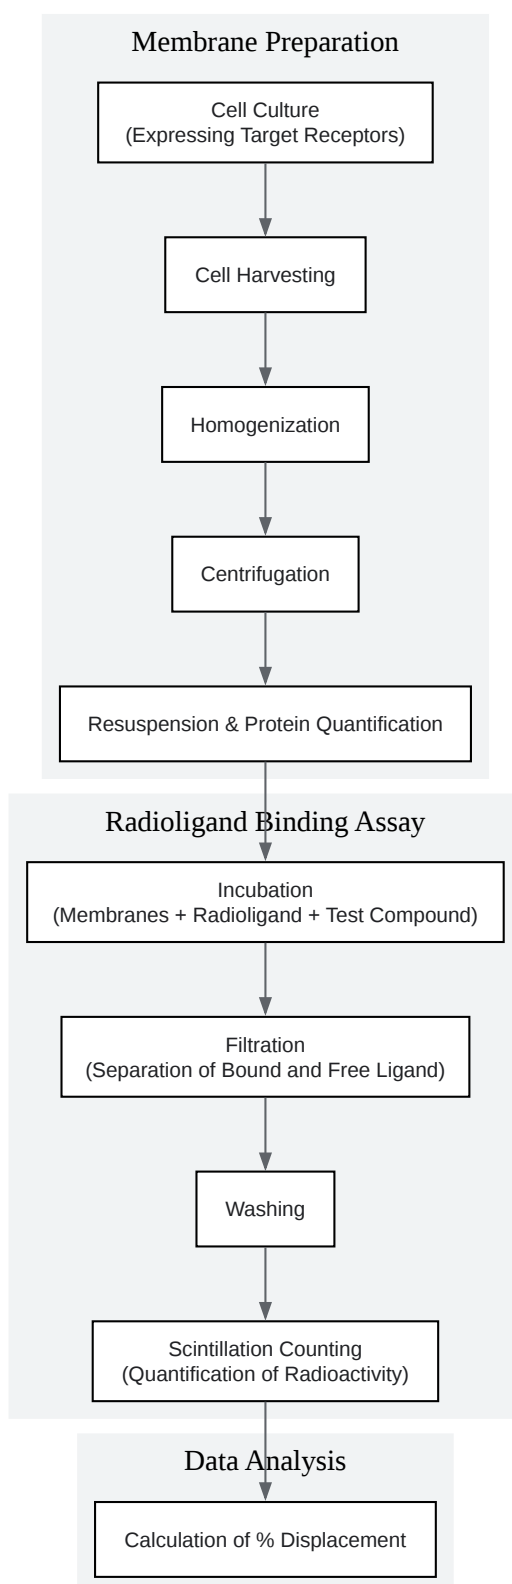 Membrane Preparation
Cell Culture
(Expressing Target Receptors)
Cell Harvesting
Homogenization
Centrifugation
Resuspension & Protein Quantification
Radioligand Binding Assay
Incubation
(Membranes + Radioligand + Test Compound)
Filtration
(Separation of Bound and Free Ligand)
Washing
Scintillation Counting
(Quantification of Radioactivity)
Data Analysis
Calculation of % Displacement